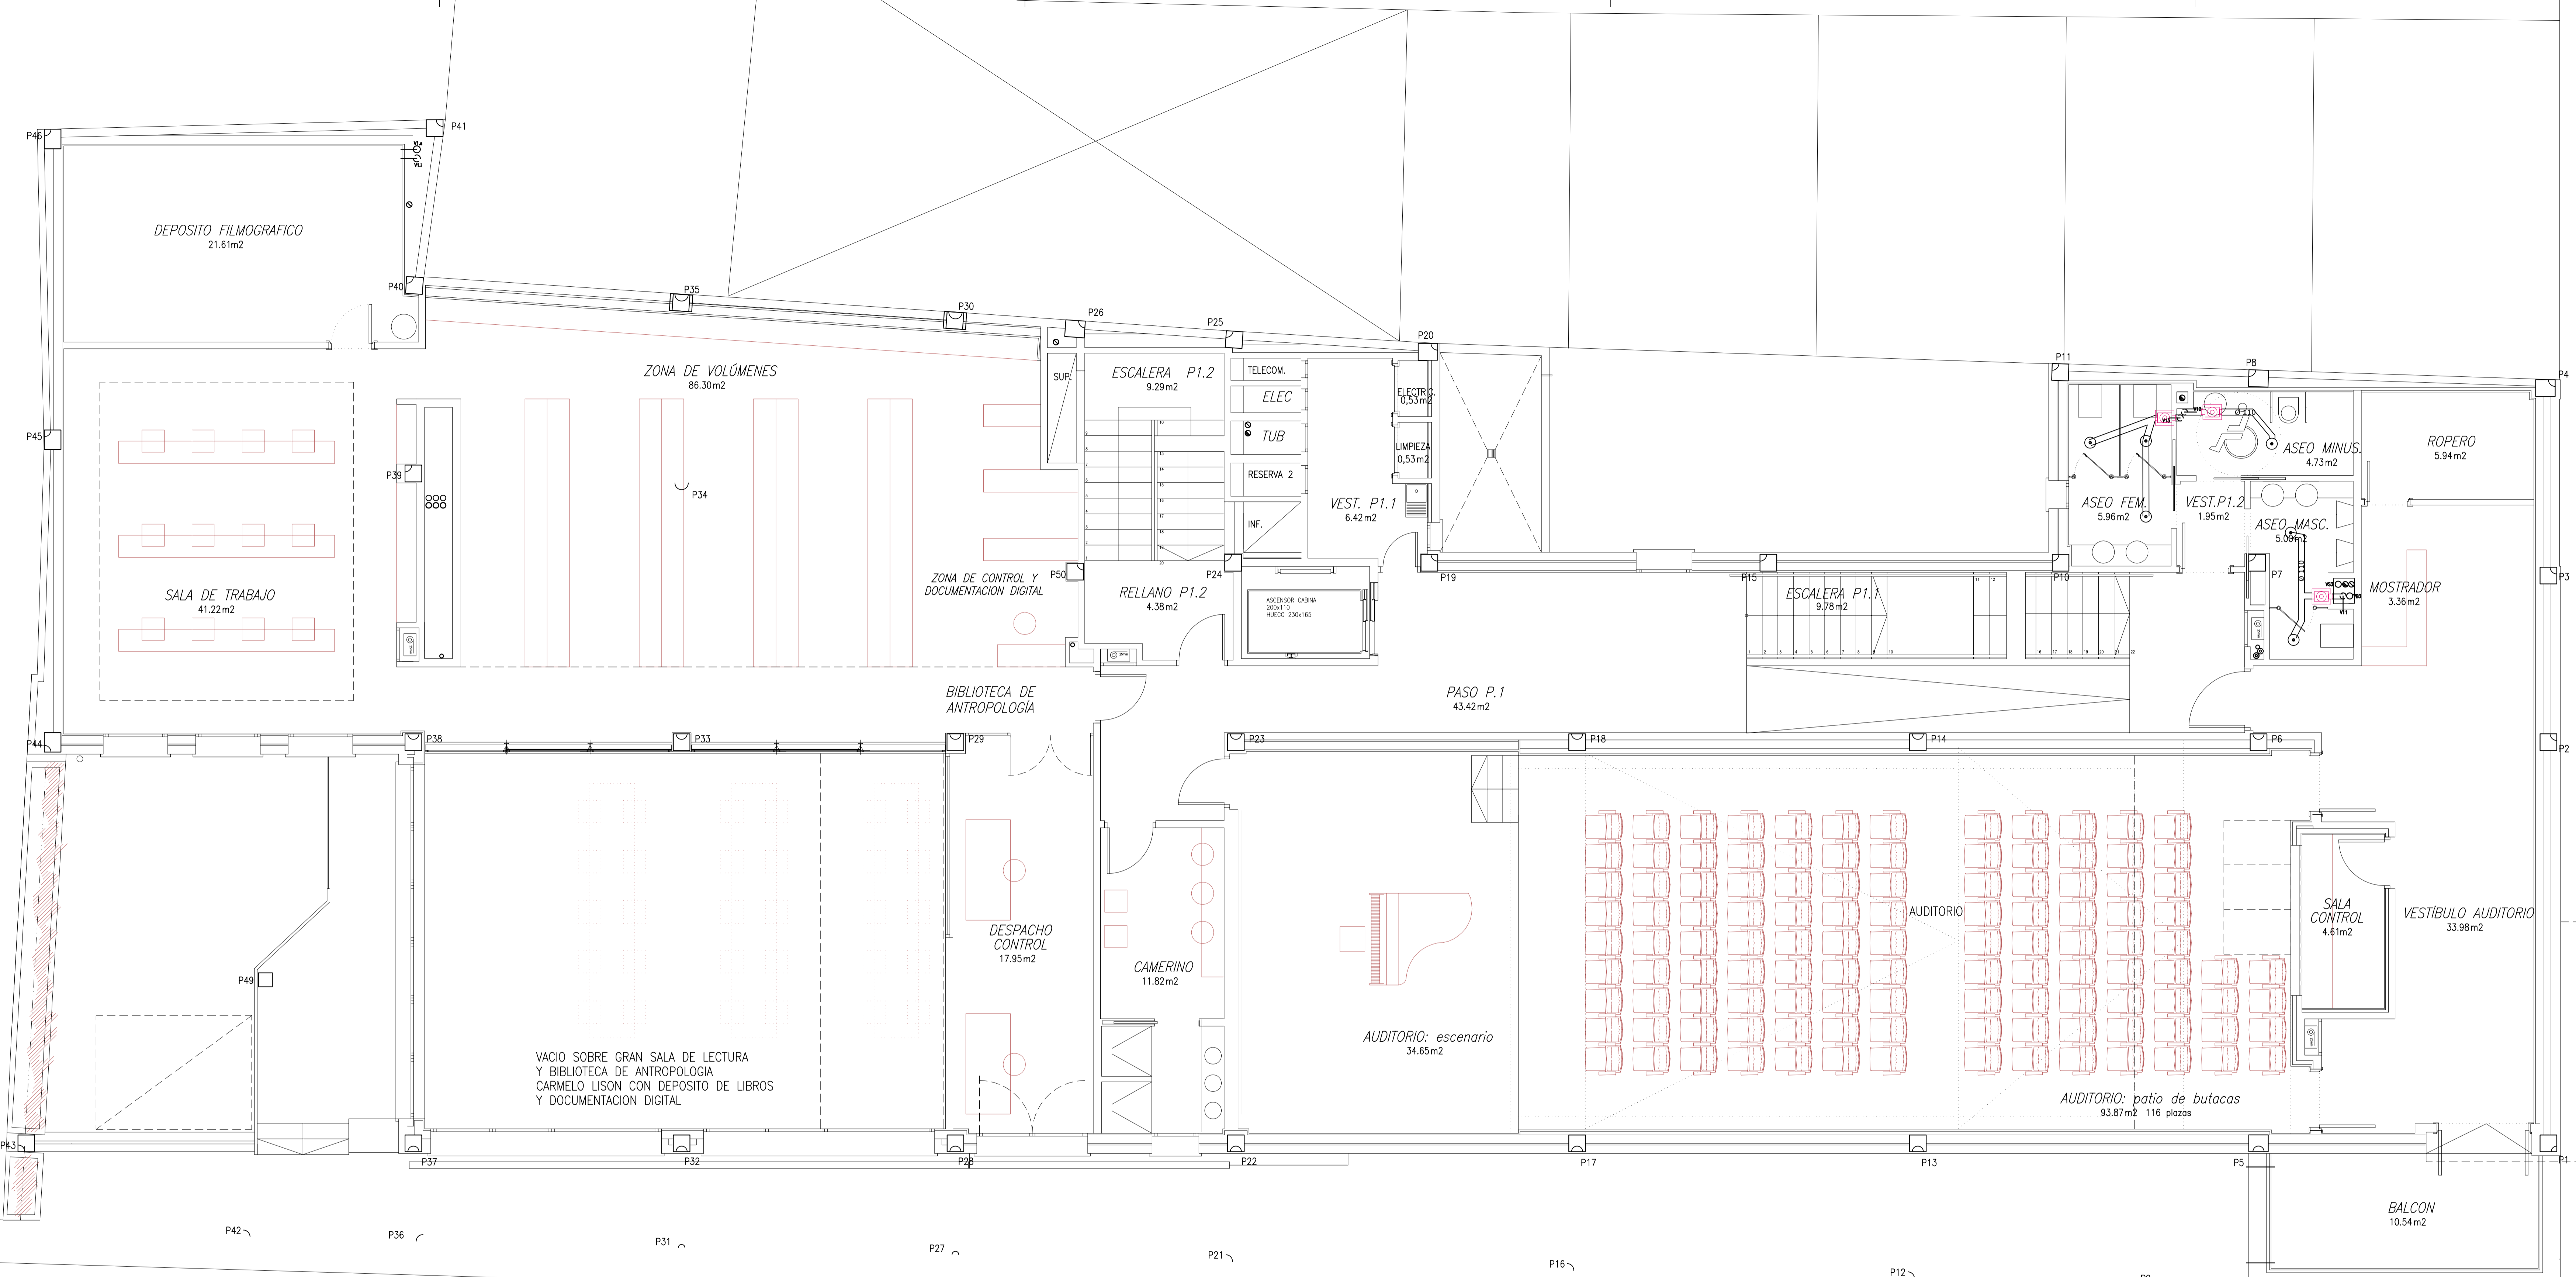 P46
P41
DEPOSITO FILMOGRAFICO
21.61m2
P40
P35
P30
P26
P25
P20
P11
P8
P4
ZONA DE VOLÚMENES
86.30m2
SUP.
ESCALERA P1.2
9.29m2
TELECOM.
ELEC
TUB
RESERVA 2
INF.
ELECTRIC.
0,53m2
LIMPIEZA
0,53m2
VEST. P1.1
6.42m2
P45
P39
P34
ASEO MINUS.
4.73m2
ROPERO
5.94m2
ASEO FEM.
5.96m2
VEST.P1.2
1.95m2
ASEO MASC.
5.00m2
ZONA DE CONTROL Y
DOCUMENTACION DIGITAL
P50
P24
P19
P15
P10
P7
P3
SALA DE TRABAJO
41.22m2
RELLANO P1.2
4.38m2
ASCENSOR CABINA
200x110
HUECO 230x165
ESCALERA P1.1
9.78m2
MOSTRADOR
3.36m2
V11
BIBLIOTECA DE
ANTROPOLOGÍA
PASO P.1
43.42m2
P44
P38
P33
P29
P23
P18
P14
P6
P2
DESPACHO
CONTROL
17.95m2
CAMERINO
11.82m2
AUDITORIO
SALA
CONTROL
4.61m2
VESTÍBULO AUDITORIO
33.98m2
P49
AUDITORIO: escenario
34.65m2
VACIO SOBRE GRAN SALA DE LECTURA
Y BIBLIOTECA DE ANTROPOLOGIA
CARMELO LISON CON DEPOSITO DE LIBROS
Y DOCUMENTACION DIGITAL
AUDITORIO: patio de butacas
93.87m2 116 plazas
P43
P37
P32
P28
P22
P17
P13
P5
P1
BALCON
10.54m2
P42
P36
P31
P27
P21
P16
P12